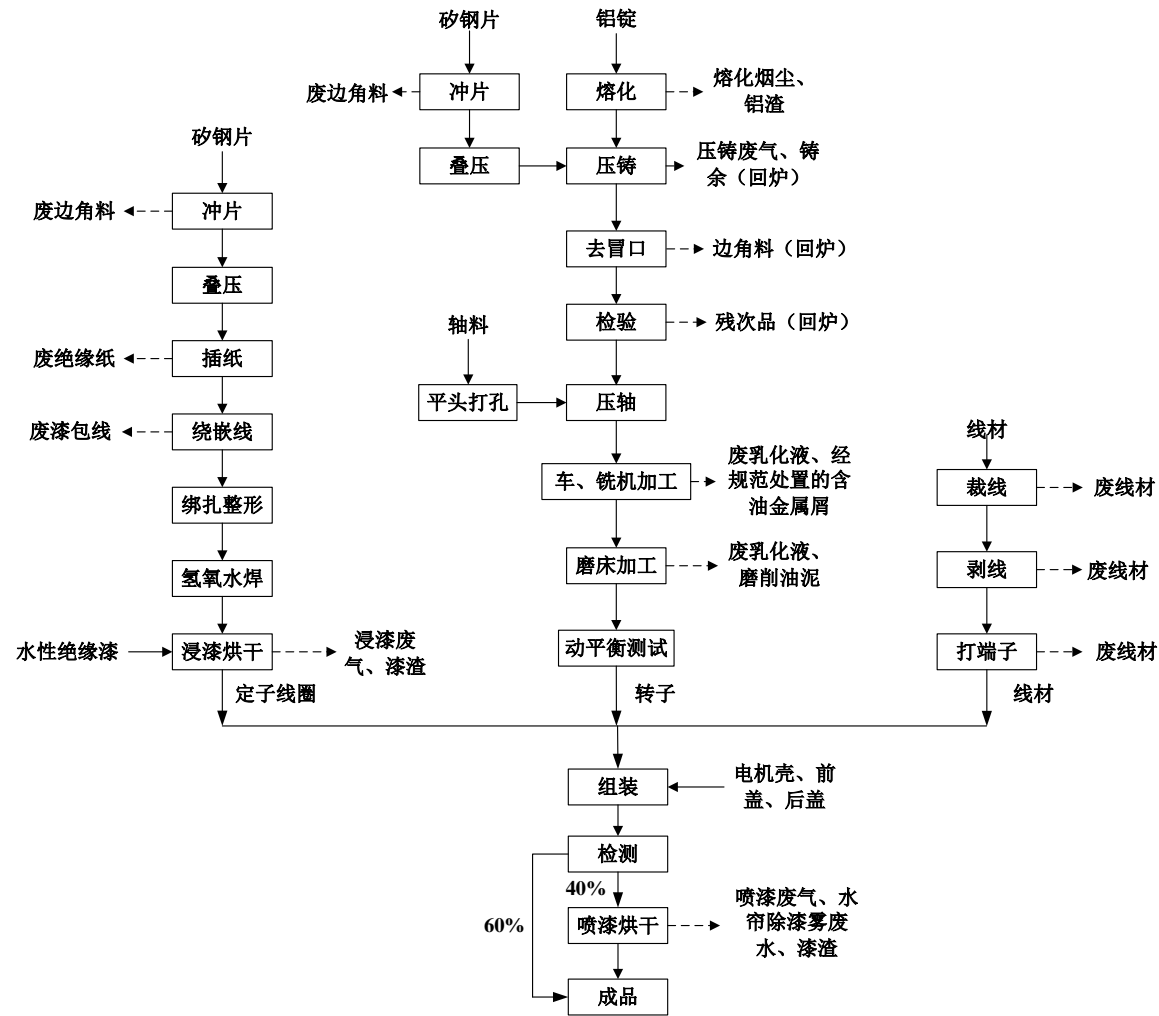 矽钢片
铝锭
废边角料
冲片
熔化
熔化烟尘、
铝渣
叠压
压铸
压铸废气、铸
余（回炉）
去冒口
边角料（回炉）
检验
残次品（回炉）
轴料
平头打孔
压轴
车、铣机加工
废乳化液、经
规范处置的含
油金属屑
磨床加工
废乳化液、
磨削油泥
动平衡测试
转子
矽钢片
废边角料
冲片
叠压
废绝缘纸
插纸
废漆包线
绕嵌线
绑扎整形
氢氧水焊
水性绝缘漆
浸漆烘干
浸漆废
气、漆渣
定子线圈
线材
裁线
废线材
剥线
废线材
打端子
废线材
线材
组装
电机壳、前
盖、后盖
检测
40%
60%
喷漆烘干
喷漆废气、水
帘除漆雾废
水、漆渣
成品